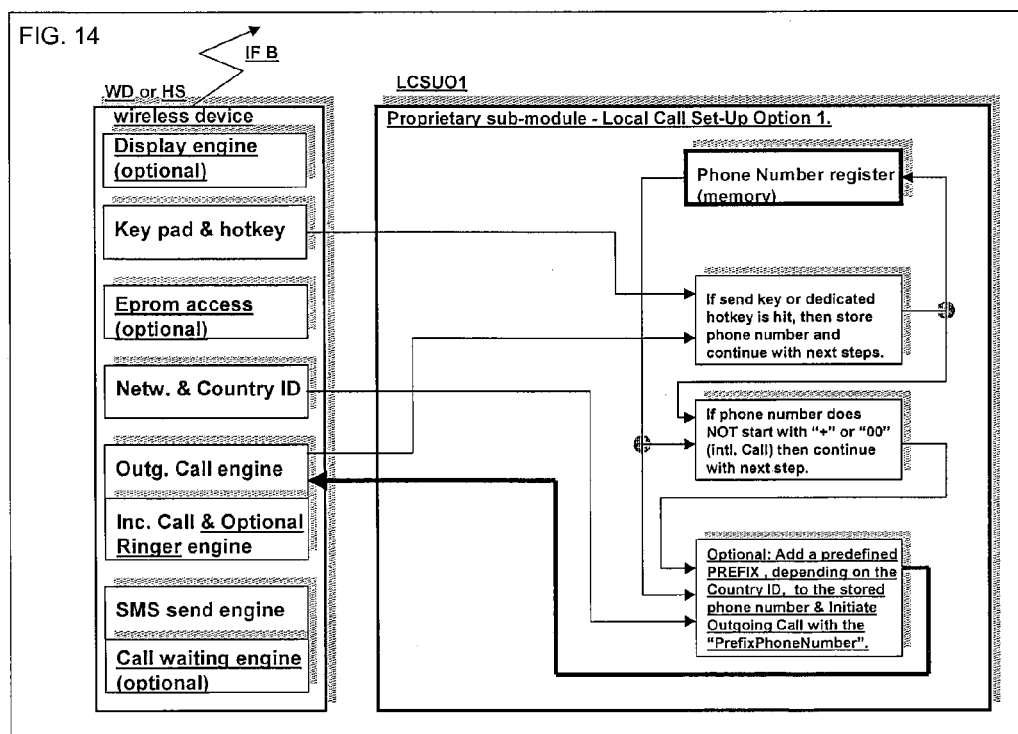 FIG. 14
IF B
WD or HS
wireless device
Display engine
(optional)
Key pad & hotkey
Eprom access
(optional)
Netw. & Country ID
Outg. Call engine
Inc. Call & Optional
Ringer engine
SMS send engine
Call waiting engine
(optional)
LCSUO1
Proprietary sub-module - Local Call Set-Up Option 1.
Phone Number register
(memory)
If send key or dedicated
hotkey is hit, then store
phone number and
continue with next steps.
If phone number does
NOT start with “+” or “00”
(intl. Call) then continue
with next step.
Optional: Add a predefined
PREFIX , depending on the
Country ID, to the stored
phone number & Initiate
Outgoing Call with the
“PrefixPhoneNumber”.